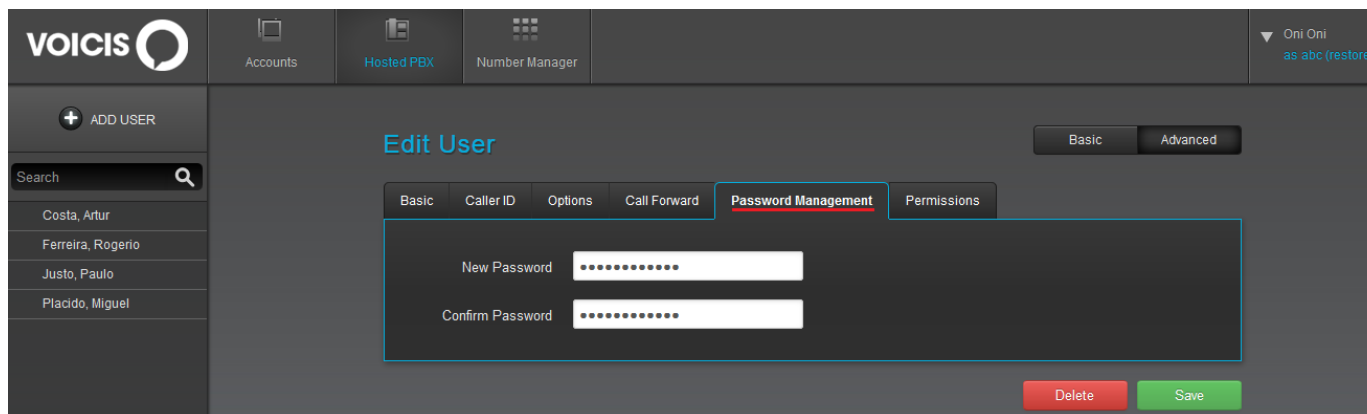 VOICIS
Accounts
Hosted PBX
Number Manager
Oni Oni
as abc (restore
ADD USER
Search
Costa, Artur
Ferreira, Rogerio
Justo, Paulo
Placido, Miguel
Edit User
Basic Advanced
Basic Caller ID Options Call Forward Password Management Permissions
New Password ••••••••••••
Confirm Password ••••••••••••
Delete Save